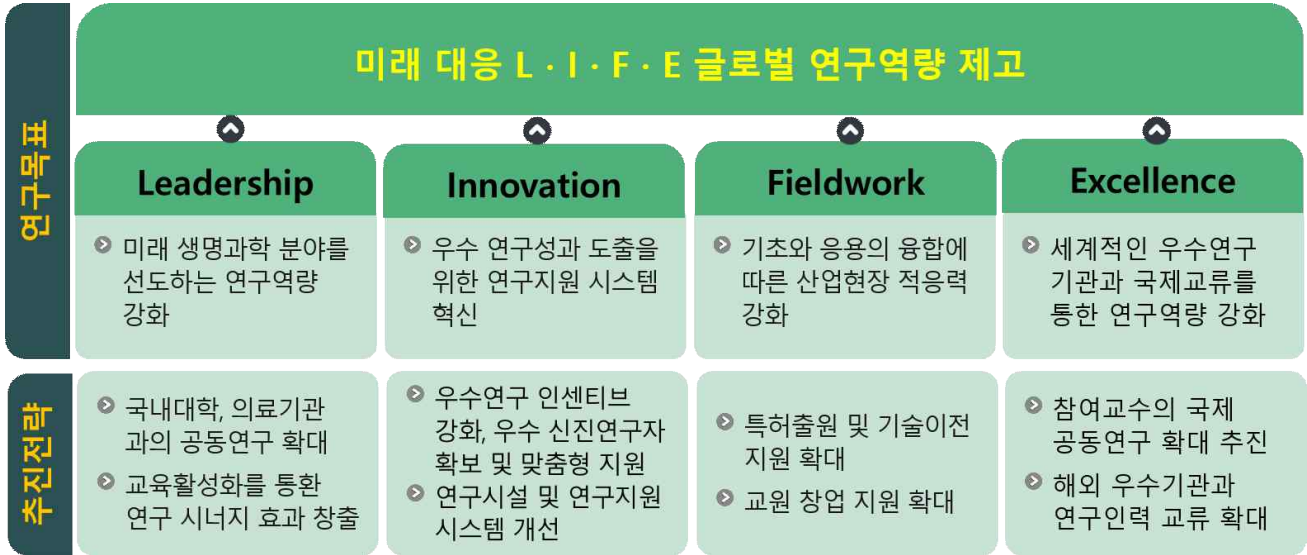 미래 대응 L · I · F · E 글로벌 연구역량 제고
연구목표
Leadership
미래 생명과학 분야를
선도하는 연구역량
강화
Innovation
우수 연구성과 도출을
위한 연구지원 시스템
혁신
Fieldwork
기초와 응용의 융합에
따른 산업현장 적응력
강화
Excellence
세계적인 우수연구
기관과 국제교류를
통한 연구역량 강화
추진전략
국내대학, 의료기관
과의 공동연구 확대
교육활성화를 통환
연구 시너지 효과 창출
우수연구 인센티브
강화, 우수 신진연구자
확보 및 맞춤형 지원
연구시설 및 연구지원
시스템 개선
특허출원 및 기술이전
지원 확대
교원 창업 지원 확대
참여교수의 국제
공동연구 확대 추진
해외 우수기관과
연구인력 교류 확대